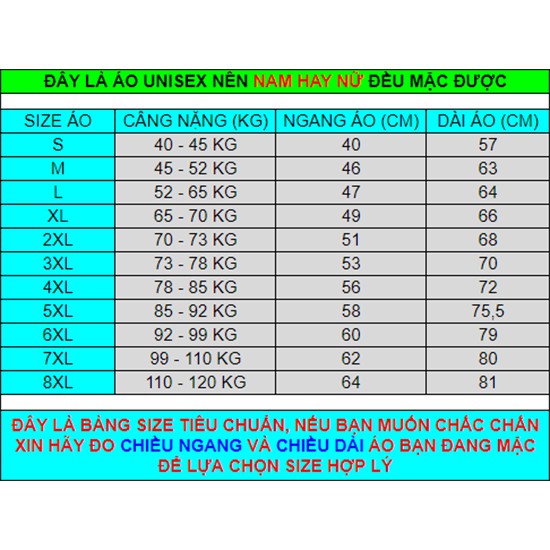 ĐÂY LÀ ÁO UNISEX NÊN NAM HAY NỮ ĐỀU MẶC ĐƯỢC
SIZE ÁO CÂNG NẶNG (KG) NGANG ÁO (CM) DÀI ÁO (CM)
S 40 - 45 KG 40 57
M 45 - 52 KG 46 63
L 52 - 65 KG 47 64
XL 65 - 70 KG 49 66
2XL 70 - 73 KG 51 68
3XL 73 - 78 KG 53 70
4XL 78 - 85 KG 56 72
5XL 85 - 92 KG 58 75,5
6XL 92 - 99 KG 60 79
7XL 99 - 110 KG 62 80
8XL 110 - 120 KG 64 81
ĐÂY LÀ BẢNG SIZE TIÊU CHUẨN, NẾU BẠN MUỐN CHẮC CHẮN
XIN HÃY ĐO CHIỀU NGANG VÀ CHIỀU DÀI ÁO BẠN ĐANG MẶC
ĐỂ LỰA CHỌN SIZE HỢP LÝ